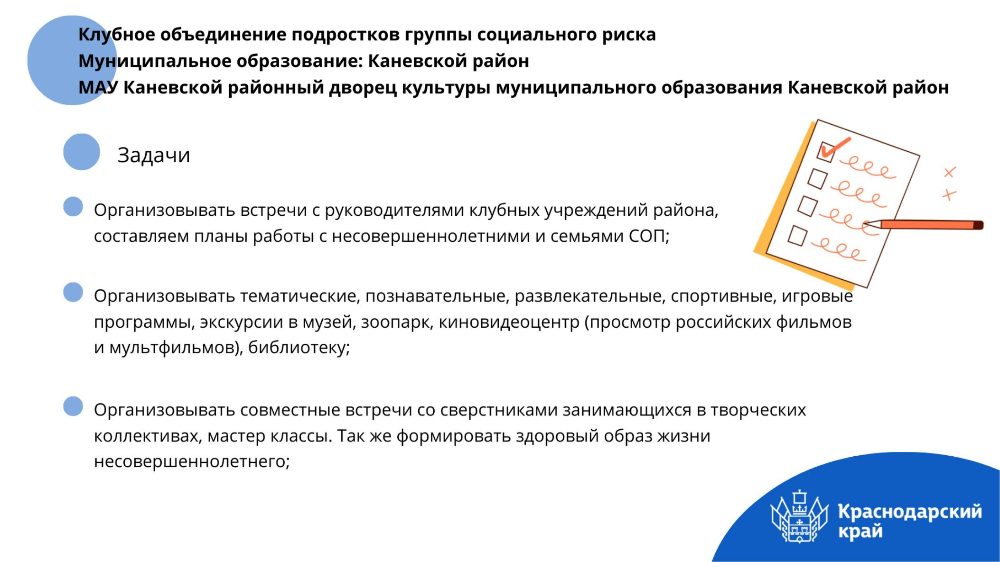 Клубное объединение подростков группы социального риска
Муниципальное образование: Каневской район
МАУ Каневской районный дворец культуры муниципального образования Каневской район
Задачи
Организовывать встречи с руководителями клубных учреждений района,
составляем планы работы с несовершеннолетними и семьями СОП;
Организовывать тематические, познавательные, развлекательные, спортивные, игровые
программы, экскурсии в музей, зоопарк, киновидеоцентр (просмотр российских фильмов
и мультфильмов), библиотеку;
Организовывать совместные встречи со сверстниками занимающихся в творческих
коллективах, мастер классы. Так же формировать здоровый образ жизни
несовершеннолетнего;
Краснодарский
край